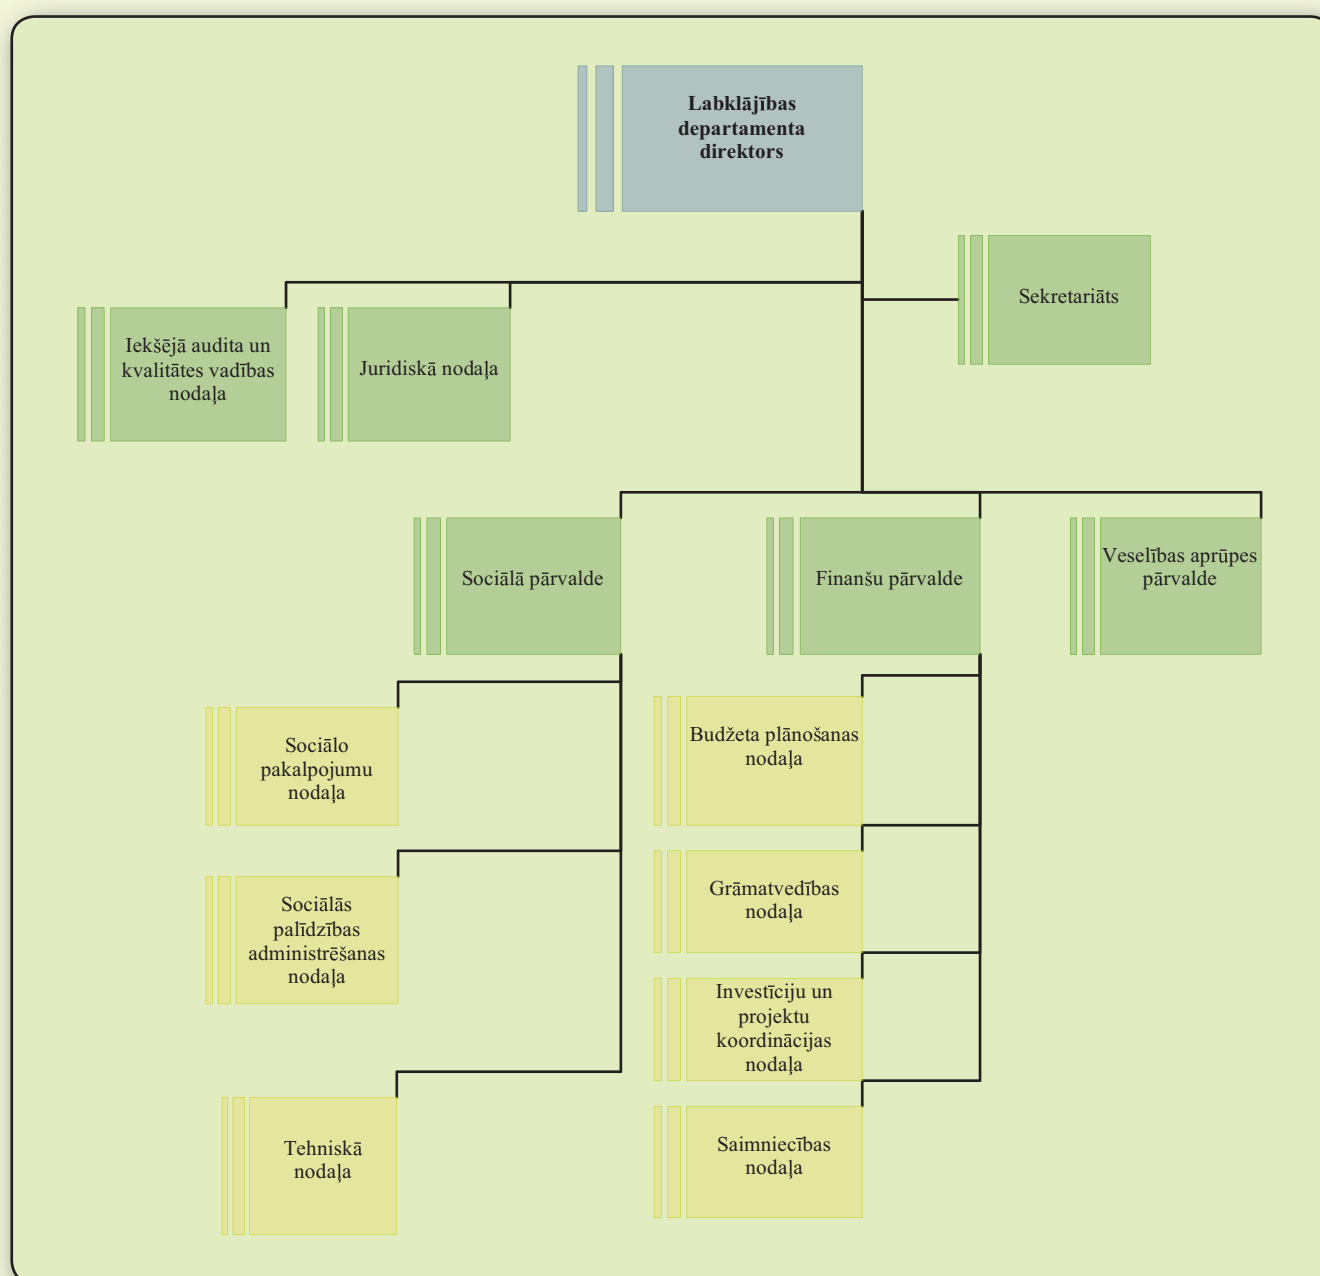 Labklājības
departamenta
direktors
Sekretariāts
Iekšējā audita un
kvalitātes vadības
nodaļa
Juridiskā nodaļa
Sociālā pārvalde
Finanšu pārvalde
Veselības aprūpes
pārvalde
Sociālo
pakalpojumu
nodaļa
Budžeta plānošanas
nodaļa
Sociālās
palīdzības
administrēšanas
nodaļa
Grāmatvedības
nodaļa
Investīciju un
projektu
koordinācijas
nodaļa
Tehniskā
nodaļa
Saimniecības
nodaļa